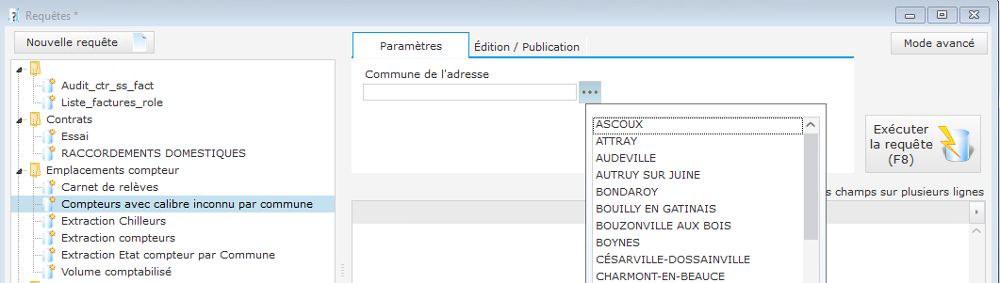 Requêtes *
Nouvelle requête
Audit_ctr_ss_fact
Liste_factures_role
Contrats
Essai
RACCORDEMENTS DOMESTIQUES
Emplacements compteur
Carnet de relèves
Compteurs avec calibre inconnu par commune
Extraction Chilleurs
Extraction compteurs
Extraction Etat compteur par Commune
Volume comptabilisé
Paramètres
Édition / Publication
Mode avancé
Commune de l'adresse
...
ASCOUX
ATTRAY
AUDEVILLE
AUTRUY SUR JUINE
BONDAROY
BOUILLY EN GATINAIS
BOUZONVILLE AUX BOIS
BOYNES
CÉSARVILLE-DOSSAINVILLE
CHARMONT-EN-BEAUCE
Exécuter
la requête
(F8)
s champs sur plusieurs lignes